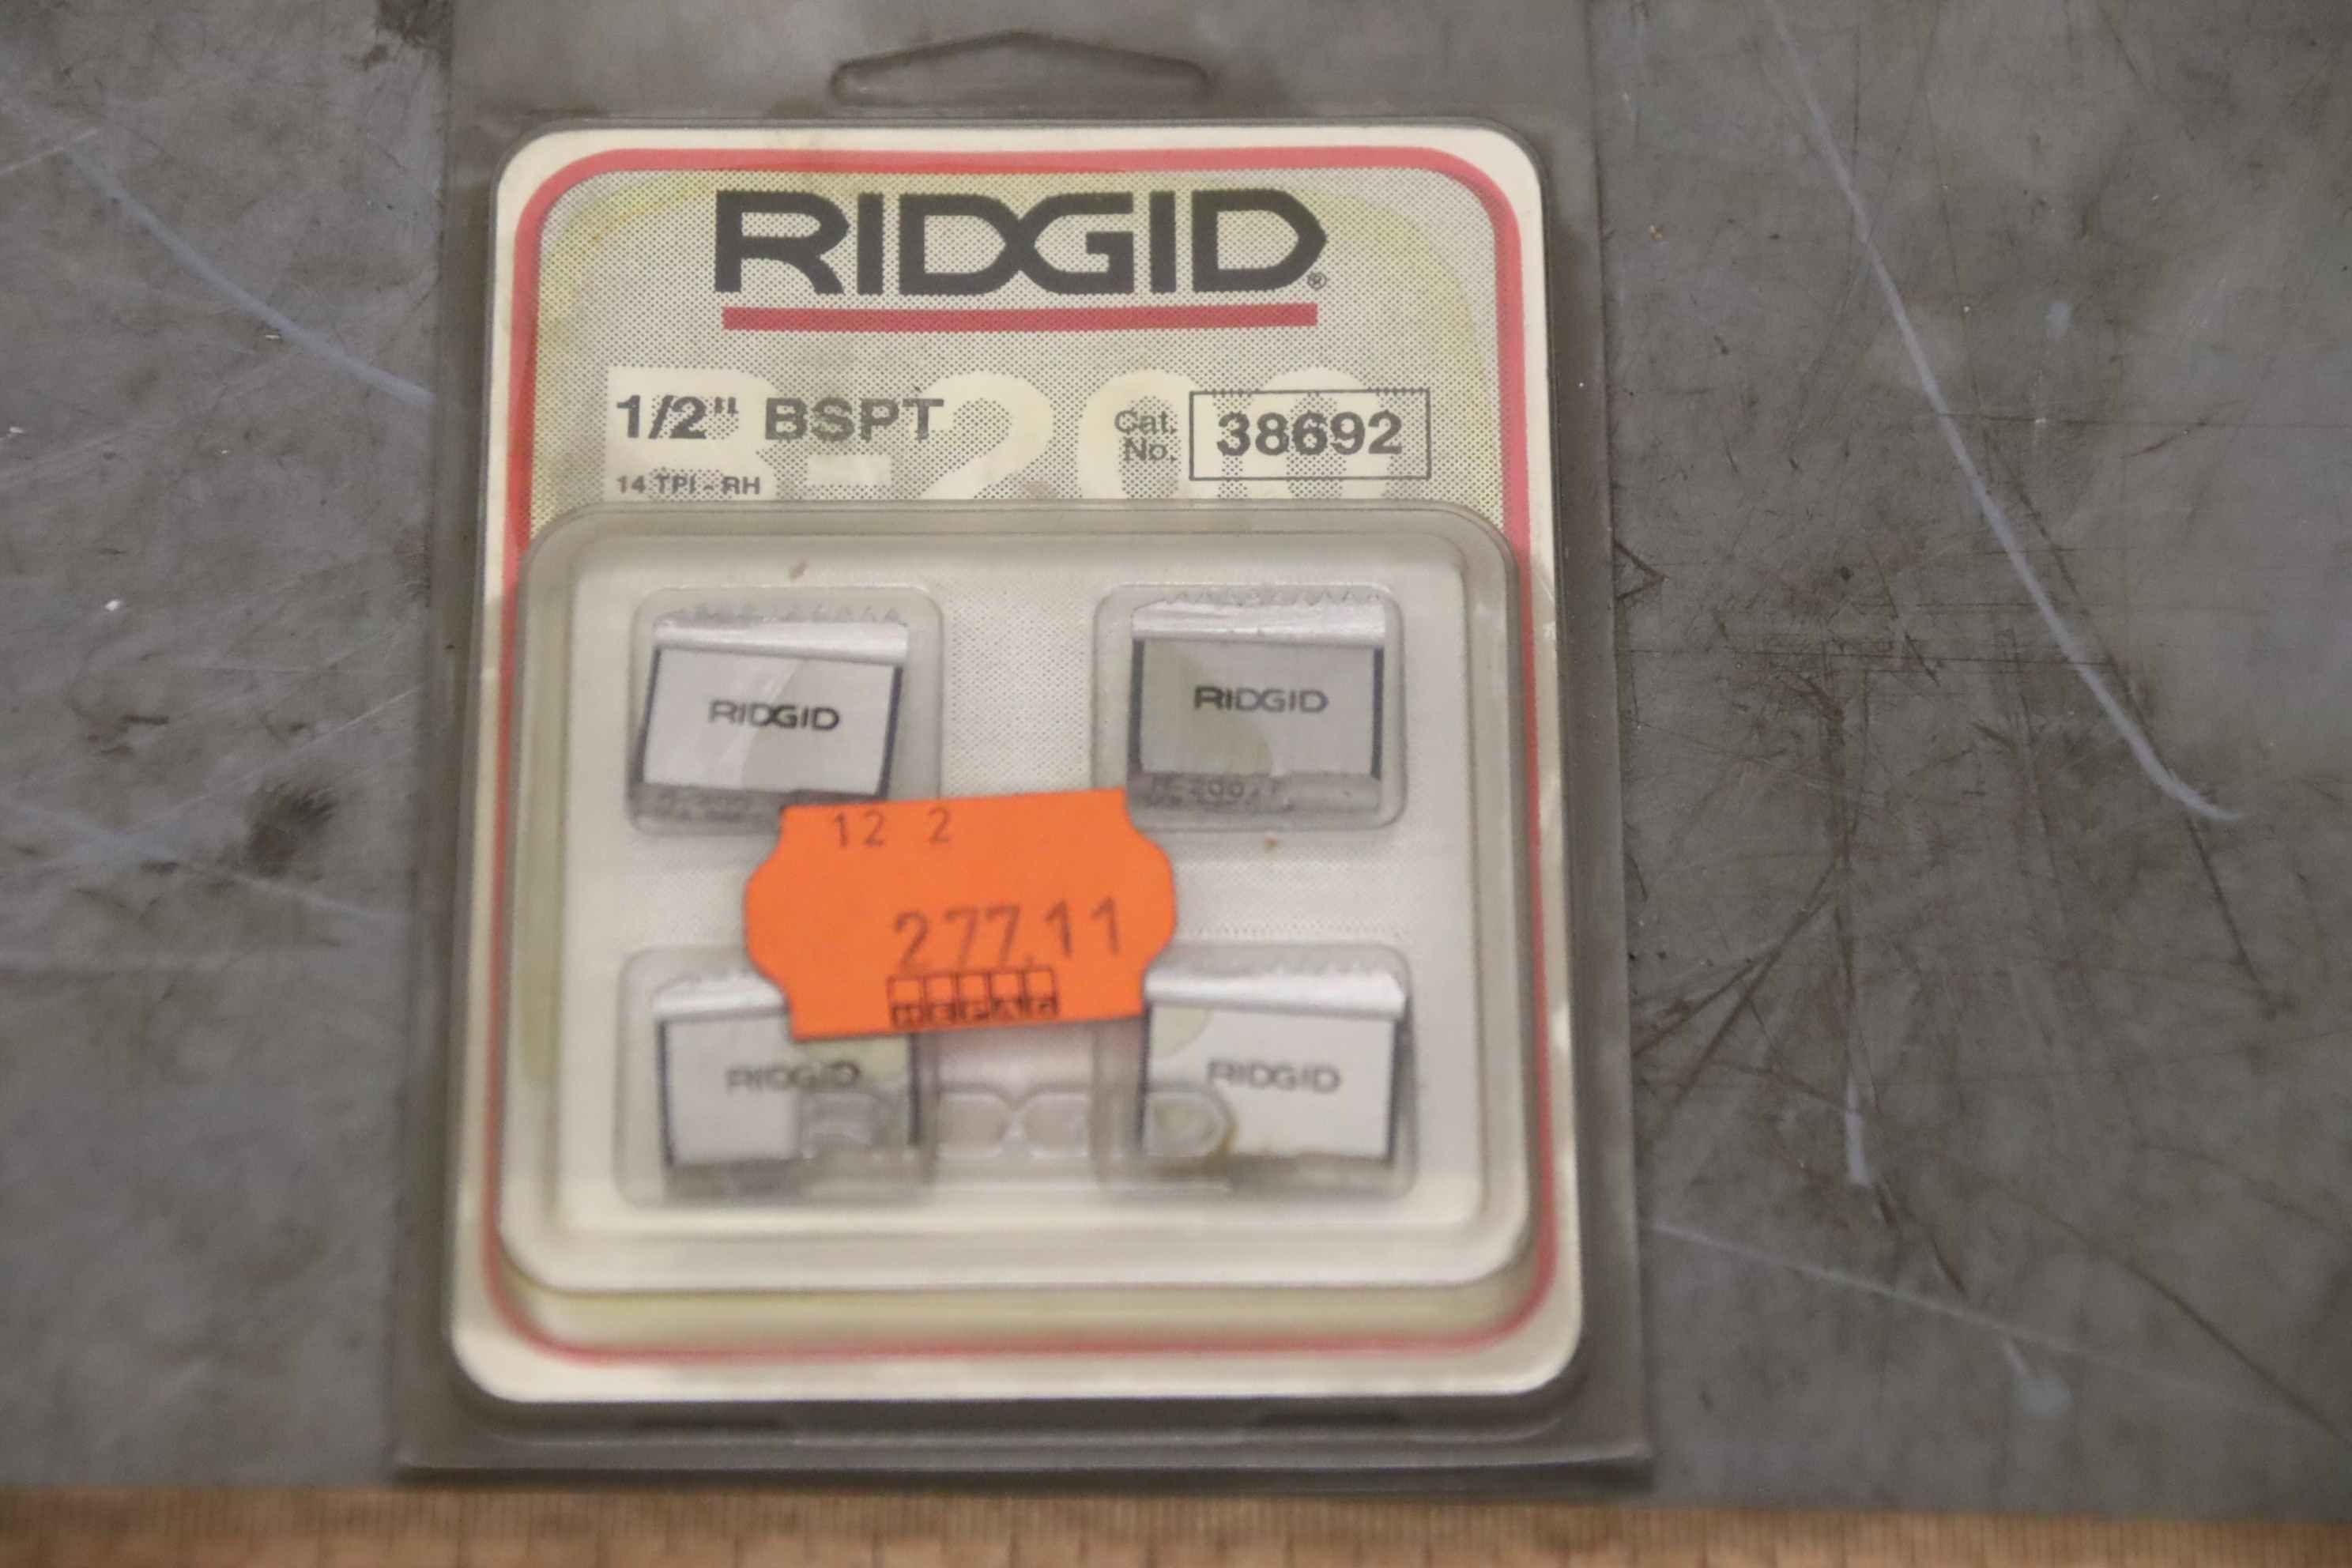 RIDGID®
1/2" BSPT
Cat. No. 38692
14 TPI - RH
RIDGID
RIDGID
12 2
277.11
RIDGID
RIDGID